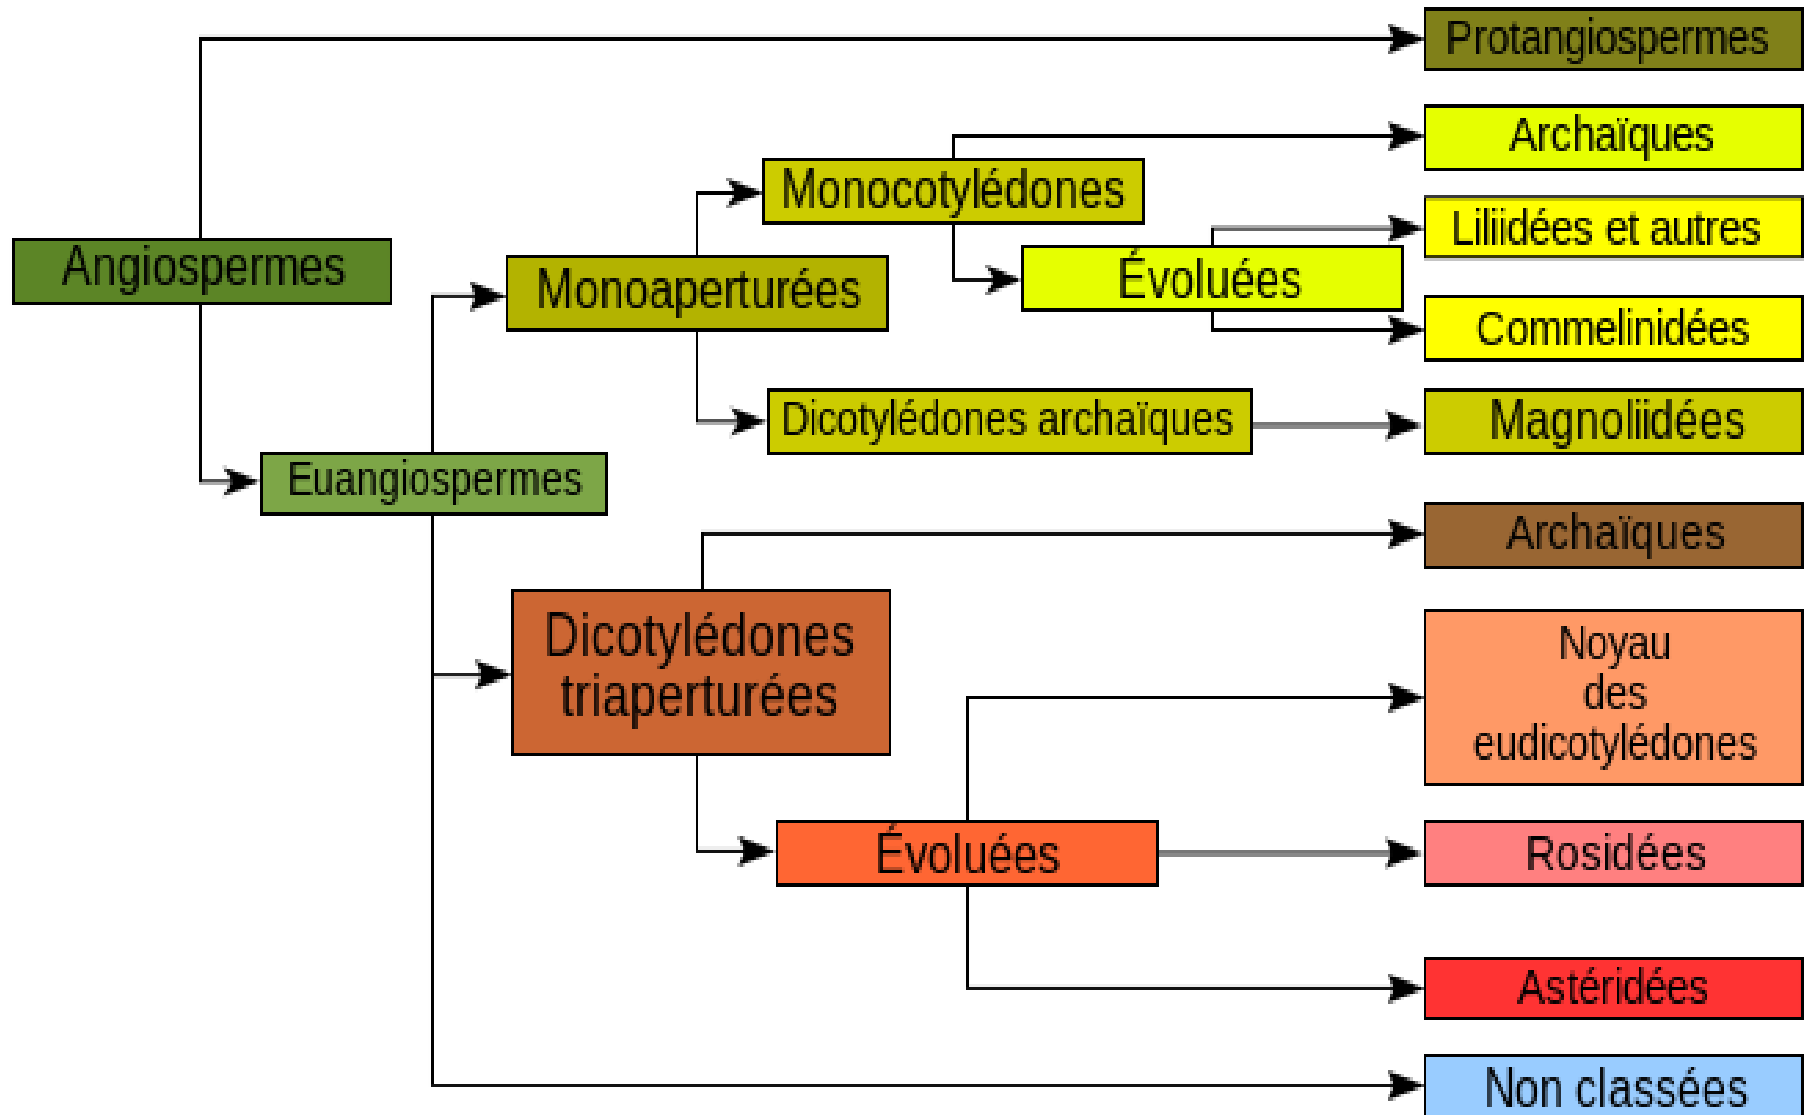 Protangiospermes
Archaïques
Monocotylédones
Liliidées et autres
Angiospermes
Évoluées
Monoaperturées
Commelinidées
Dicotylédones archaïques
Magnoliidées
Euangiospermes
Archaïques
Dicotylédones
triaperturées
Noyau
des
eudicotylédones
Évoluées
Rosidées
Astéridées
Non classées